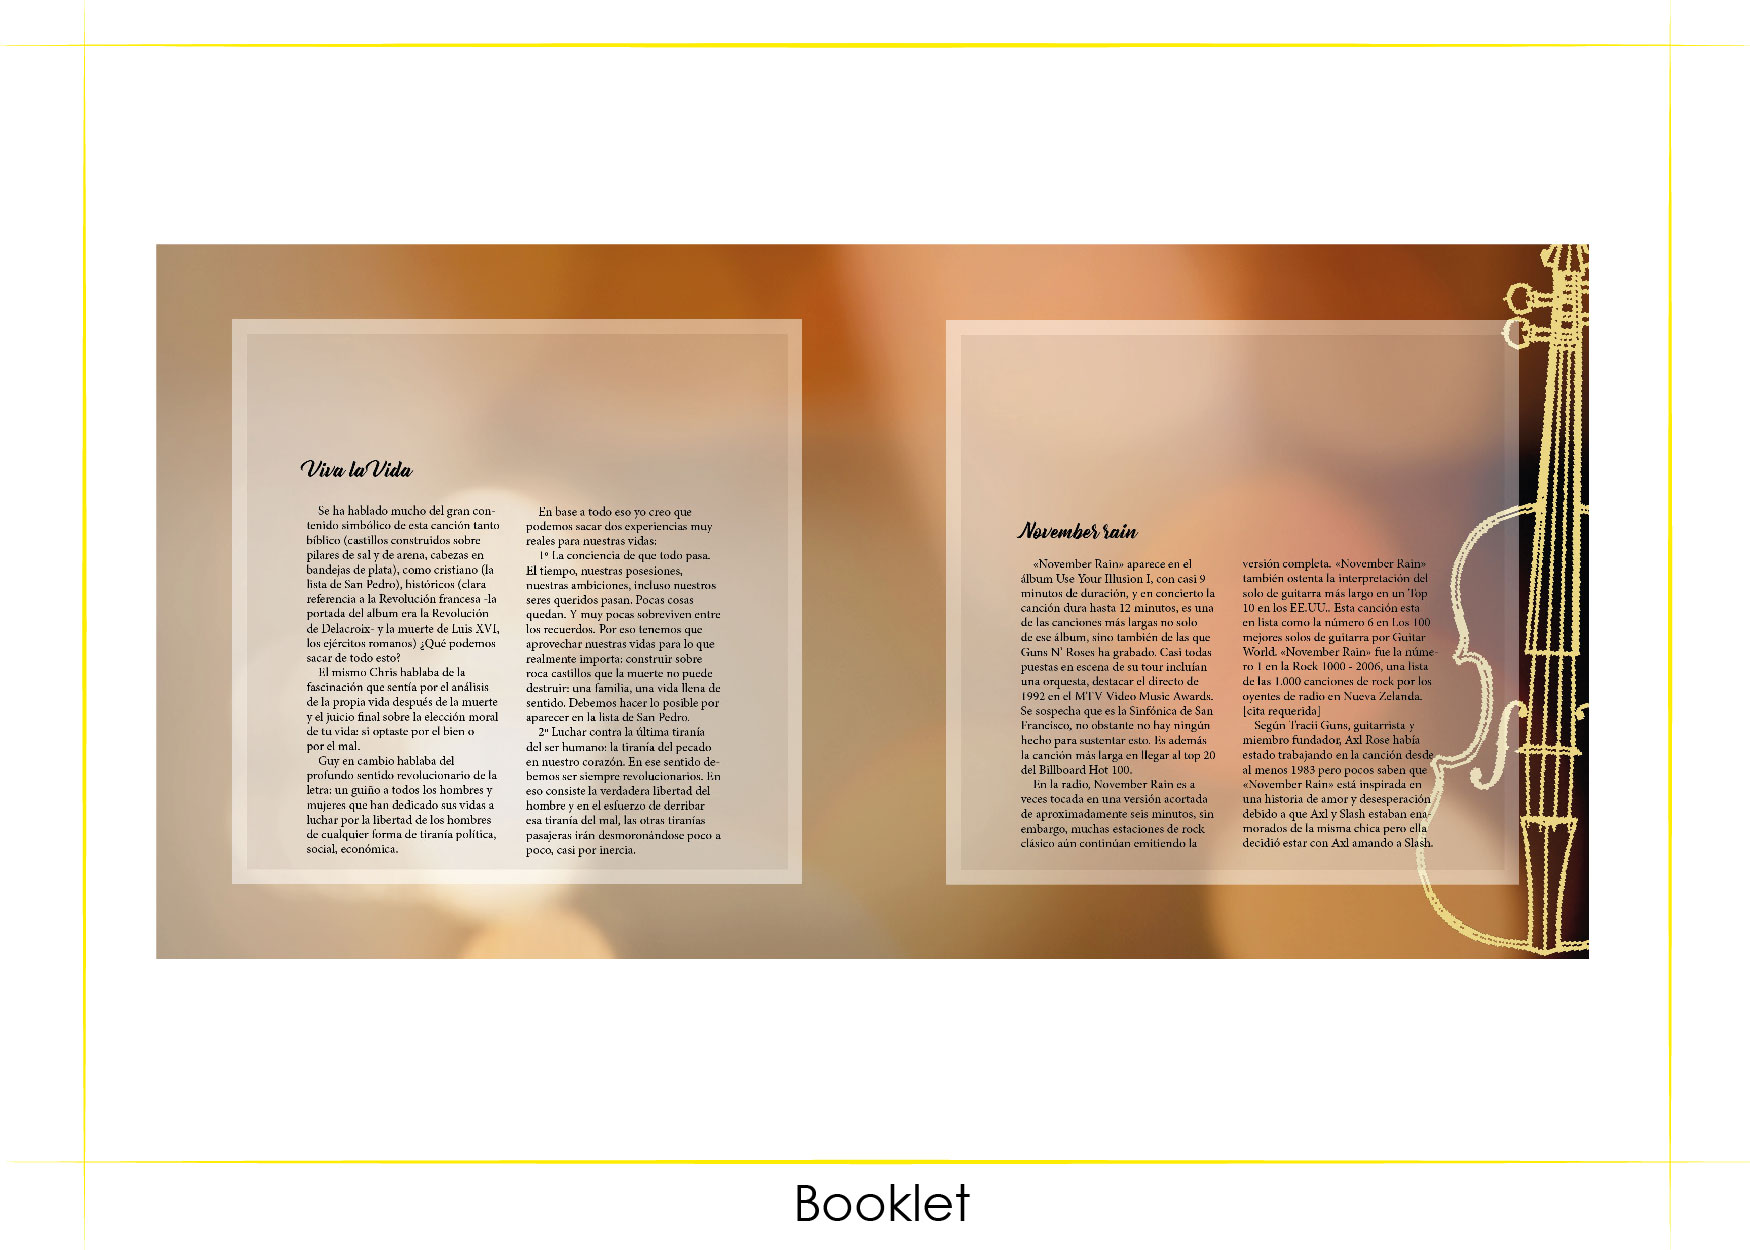 Viva la Vida
Se ha hablado mucho del gran con-
tenido simbólico de esta canción tanto
bíblico (castillos construidos sobre
pilares de sal y de arena, cabezas en
bandejas de plata), como cristiano (la
lista de San Pedro), históricos (clara
referencia a la Revolución francesa -la
portada del album era la Revolución
de Delacroix- y la muerte de Luis XVI,
los ejércitos romanos) ¿Qué podemos
sacar de todo esto?
El mismo Chris hablaba de la
fascinación que sentía por el análisis
de la propia vida después de la muerte
y el juicio final sobre la elección moral
de tu vida: si optaste por el bien o
por el mal.
Guy en cambio hablaba del
profundo sentido revolucionario de la
letra: un guiño a todos los hombres y
mujeres que han dedicado sus vidas a
luchar por la libertad de los hombres
de cualquier forma de tiranía política,
social, económica.
En base a todo eso yo creo que
podemos sacar dos experiencias muy
reales para nuestras vidas:
1º La conciencia de que todo pasa.
El tiempo, nuestras posesiones,
nuestras ambiciones, incluso nuestros
seres queridos pasan. Pocas cosas
quedan. Y muy pocas sobreviven entre
los recuerdos. Por eso tenemos que
aprovechar nuestras vidas para lo que
realmente importa: construir sobre
roca castillos que la muerte no puede
destruir: una familia, una vida llena de
sentido. Debemos hacer lo posible por
aparecer en la lista de San Pedro.
2º Luchar contra la última tiranía
del ser humano: la tiranía del pecado
en nuestro corazón. En ese sentido de-
bemos ser siempre revolucionarios. En
eso consiste la verdadera libertad del
hombre y en el esfuerzo de derribar
esa tiranía del mal, las otras tiranías
pasajeras irán desmoronándose poco a
poco, casi por inercia.
November rain
«November Rain» aparece en el
álbum Use Your Illusion I, con casi 9
minutos de duración, y en concierto la
canción dura hasta 12 minutos, es una
de las canciones más largas no solo
de ese álbum, sino también de las que
Guns N' Roses ha grabado. Casi todas
puestas en escena de su tour incluían
una orquesta, destacar el directo de
1992 en el MTV Video Music Awards.
Se sospecha que es la Sinfónica de San
Francisco, no obstante no hay ningún
hecho para sustentar esto. Es además
la canción más larga en llegar al top 20
del Billboard Hot 100.
En la radio, November Rain es a
veces tocada en una versión acortada
de aproximadamente seis minutos, sin
embargo, muchas estaciones de rock
clásico aún continúan emitiendo la
versión completa. «November Rain»
también ostenta la interpretación del
solo de guitarra más largo en un Top
10 en los EE.UU.. Esta canción esta
en lista como la número 6 en Los 100
mejores solos de guitarra por Guitar
World. «November Rain» fue la núme-
ro 1 en la Rock 1000 - 2006, una lista
de las 1.000 canciones de rock por los
oyentes de radio en Nueva Zelanda.
[cita requerida]
Según Tracii Guns, guitarrista y
miembro fundador, Axl Rose había
estado trabajando en la canción desde
al menos 1983 pero pocos saben que
«November Rain» está inspirada en
una historia de amor y desesperación
debido a que Axl y Slash estaban ena-
morados de la misma chica pero ella
decidió estar con Axl amando a Slash.
Booklet